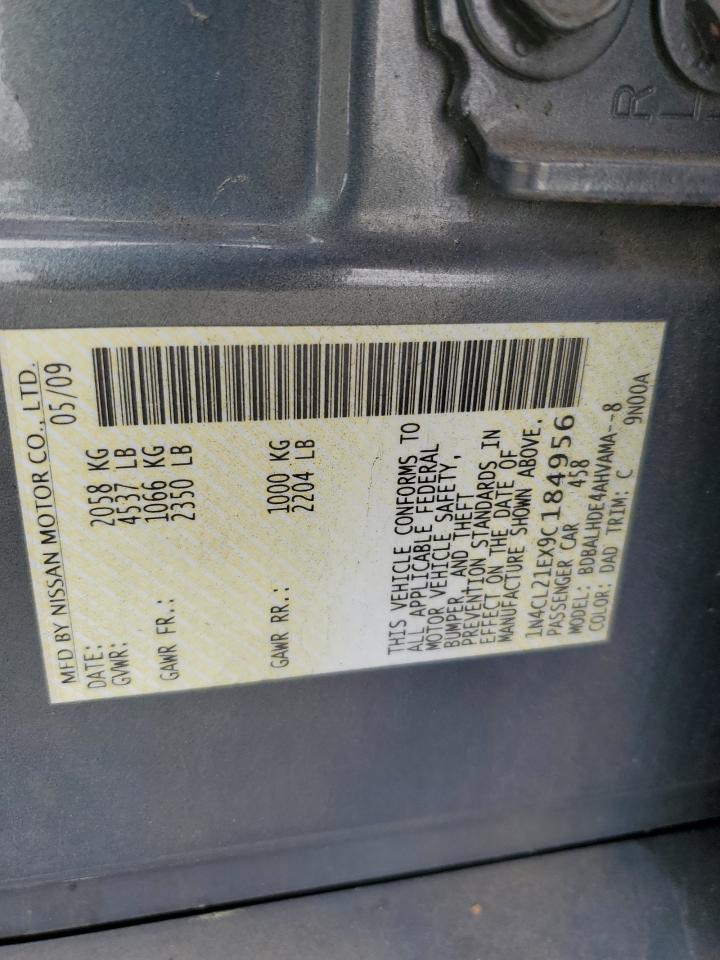 MFD BY NISSAN MOTOR CO., LTD.
DATE: 05/09
GVWR: 2058 KG
4537 LB
GAWR FR.: 1066 KG
2350 LB
GAWR RR.: 1000 KG
2204 LB
THIS VEHICLE CONFORMS TO
ALL APPLICABLE FEDERAL
MOTOR VEHICLE SAFETY,
BUMPER, AND THEFT
PREVENTION STANDARDS IN
EFFECT ON THE DATE OF
MANUFACTURE SHOWN ABOVE.
1N4CL21EX9C184956
PASSENGER CAR 458
MODEL: BDBALHDE4AHVAMA--8
COLOR: DAD TRIM: C
9N00A
R
L